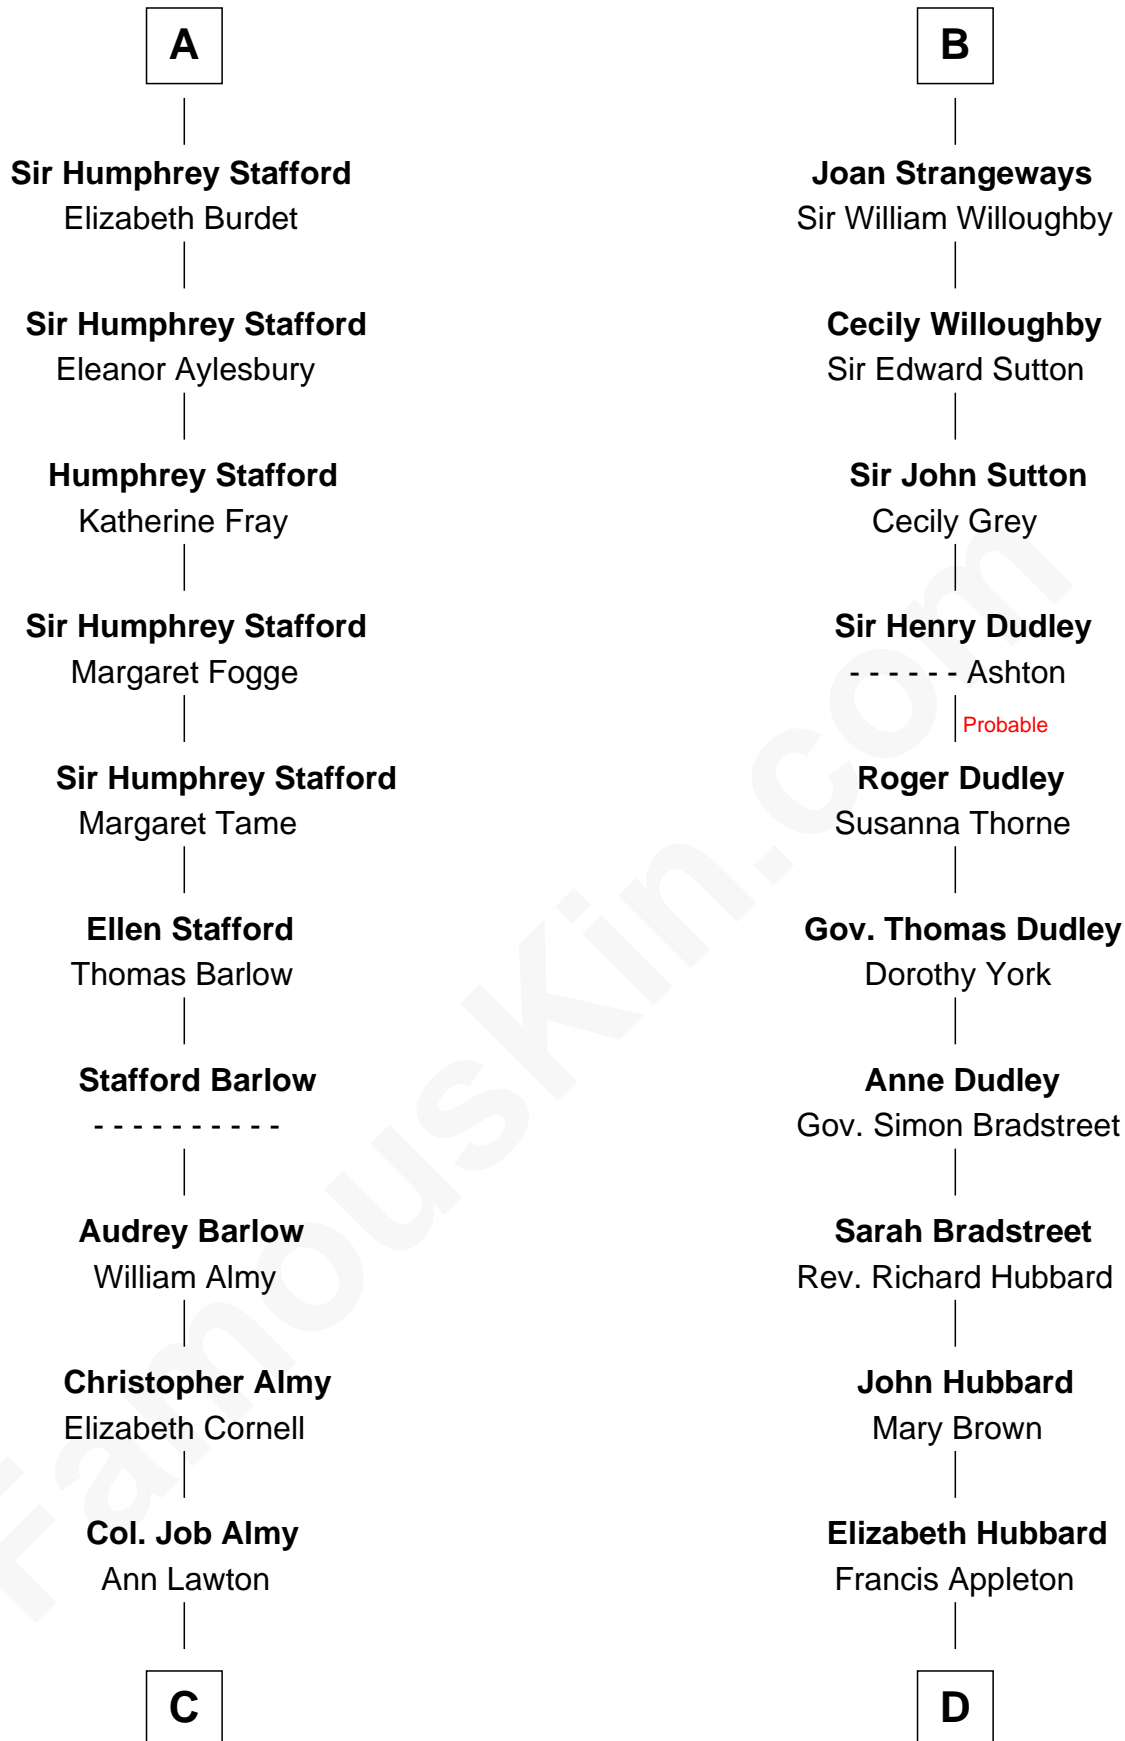 A
Sir Humphrey Stafford
Elizabeth Burdet
Sir Humphrey Stafford
Eleanor Aylesbury
Humphrey Stafford
Katherine Fray
Sir Humphrey Stafford
Margaret Fogge
Sir Humphrey Stafford
Margaret Tame
Ellen Stafford
Thomas Barlow
Stafford Barlow
- - - - - - - - - -
Audrey Barlow
William Almy
Christopher Almy
Elizabeth Cornell
Col. Job Almy
Ann Lawton
C
B
Joan Strangeways
Sir William Willoughby
Cecily Willoughby
Sir Edward Sutton
Sir John Sutton
Cecily Grey
Sir Henry Dudley
- - - - - - Ashton
Probable
Roger Dudley
Susanna Thorne
Gov. Thomas Dudley
Dorothy York
Anne Dudley
Gov. Simon Bradstreet
Sarah Bradstreet
Rev. Richard Hubbard
John Hubbard
Mary Brown
Elizabeth Hubbard
Francis Appleton
D
FamousKin.com